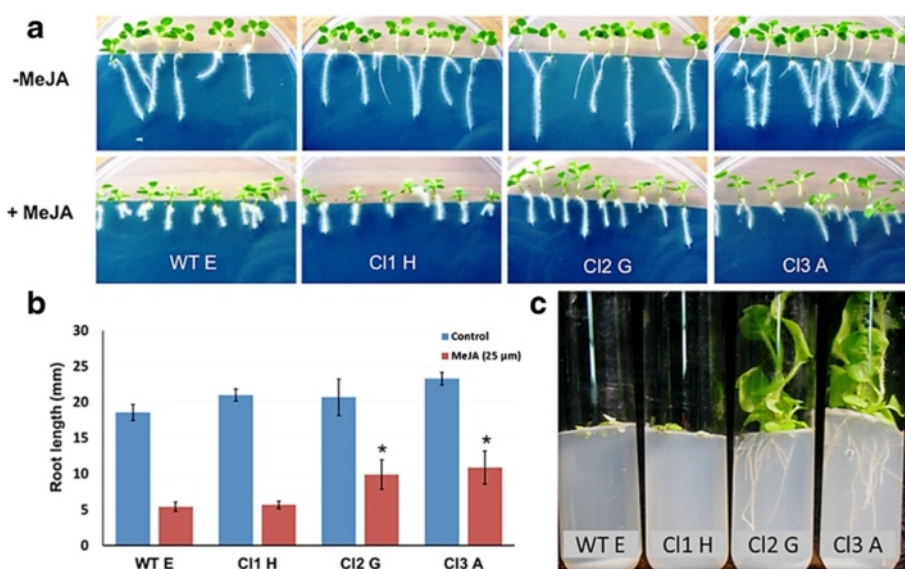 a
-MeJA
+ MeJA
WT E
Cl1 H
Cl2 G
Cl3 A
b
Root length (mm)
30
25
20
15
10
5
0
Control
MeJA (25 µm)
*
*
WT E
Cl1 H
Cl2 G
Cl3 A
c
WT E
Cl1 H
Cl2 G
Cl3 A